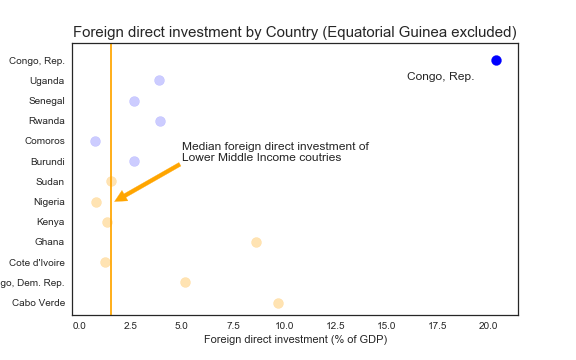 Foreign direct investment by Country (Equatorial Guinea excluded)
Congo, Rep.
Uganda
Senegal
Rwanda
Comoros
Burundi
Sudan
Nigeria
Kenya
Ghana
Cote d'Ivoire
go, Dem. Rep.
Cabo Verde
Congo, Rep.
Median foreign direct investment of
Lower Middle Income coutries
0.0 2.5 5.0 7.5 10.0 12.5 15.0 17.5 20.0
Foreign direct investment (% of GDP)